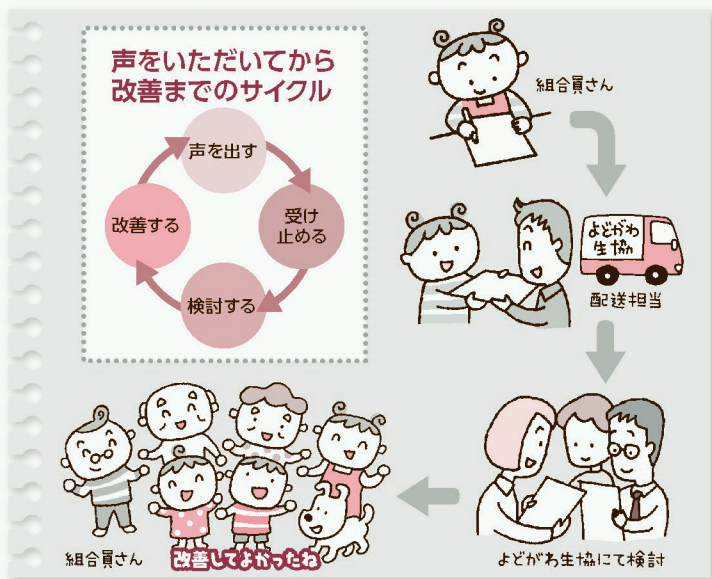 声をいただいてから
改善までのサイクル
声を出す
受け
止める
検討する
改善する
組合員さん
よどがわ
生協
配送担当
よどがわ生協にて検討
組合員さん
改善してよかったね